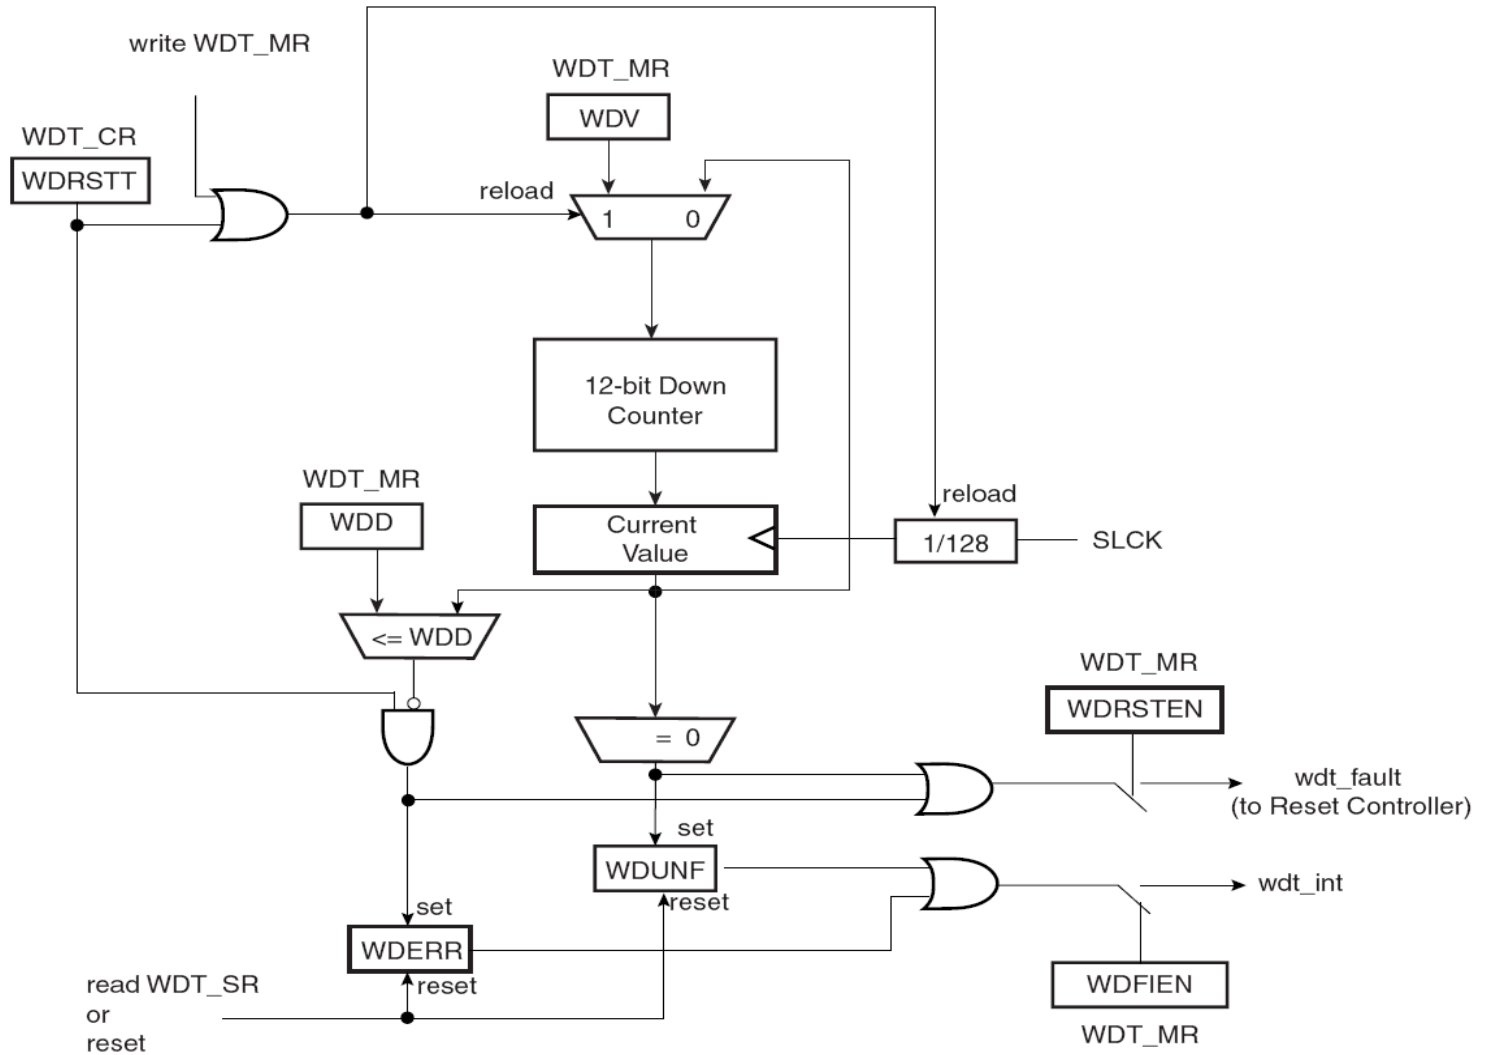 write WDT_MR
WDT_MR
WDV
WDT_CR
WDRSTT
reload
1 0
12-bit Down
Counter
WDT_MR
WDD
reload
Current
Value
1/128
SLCK
<= WDD
WDT_MR
WDRSTEN
= 0
wdt_fault
(to Reset Controller)
set
WDUNF
reset
wdt_int
set
WDERR
reset
read WDT_SR
or
reset
WDFIEN
WDT_MR